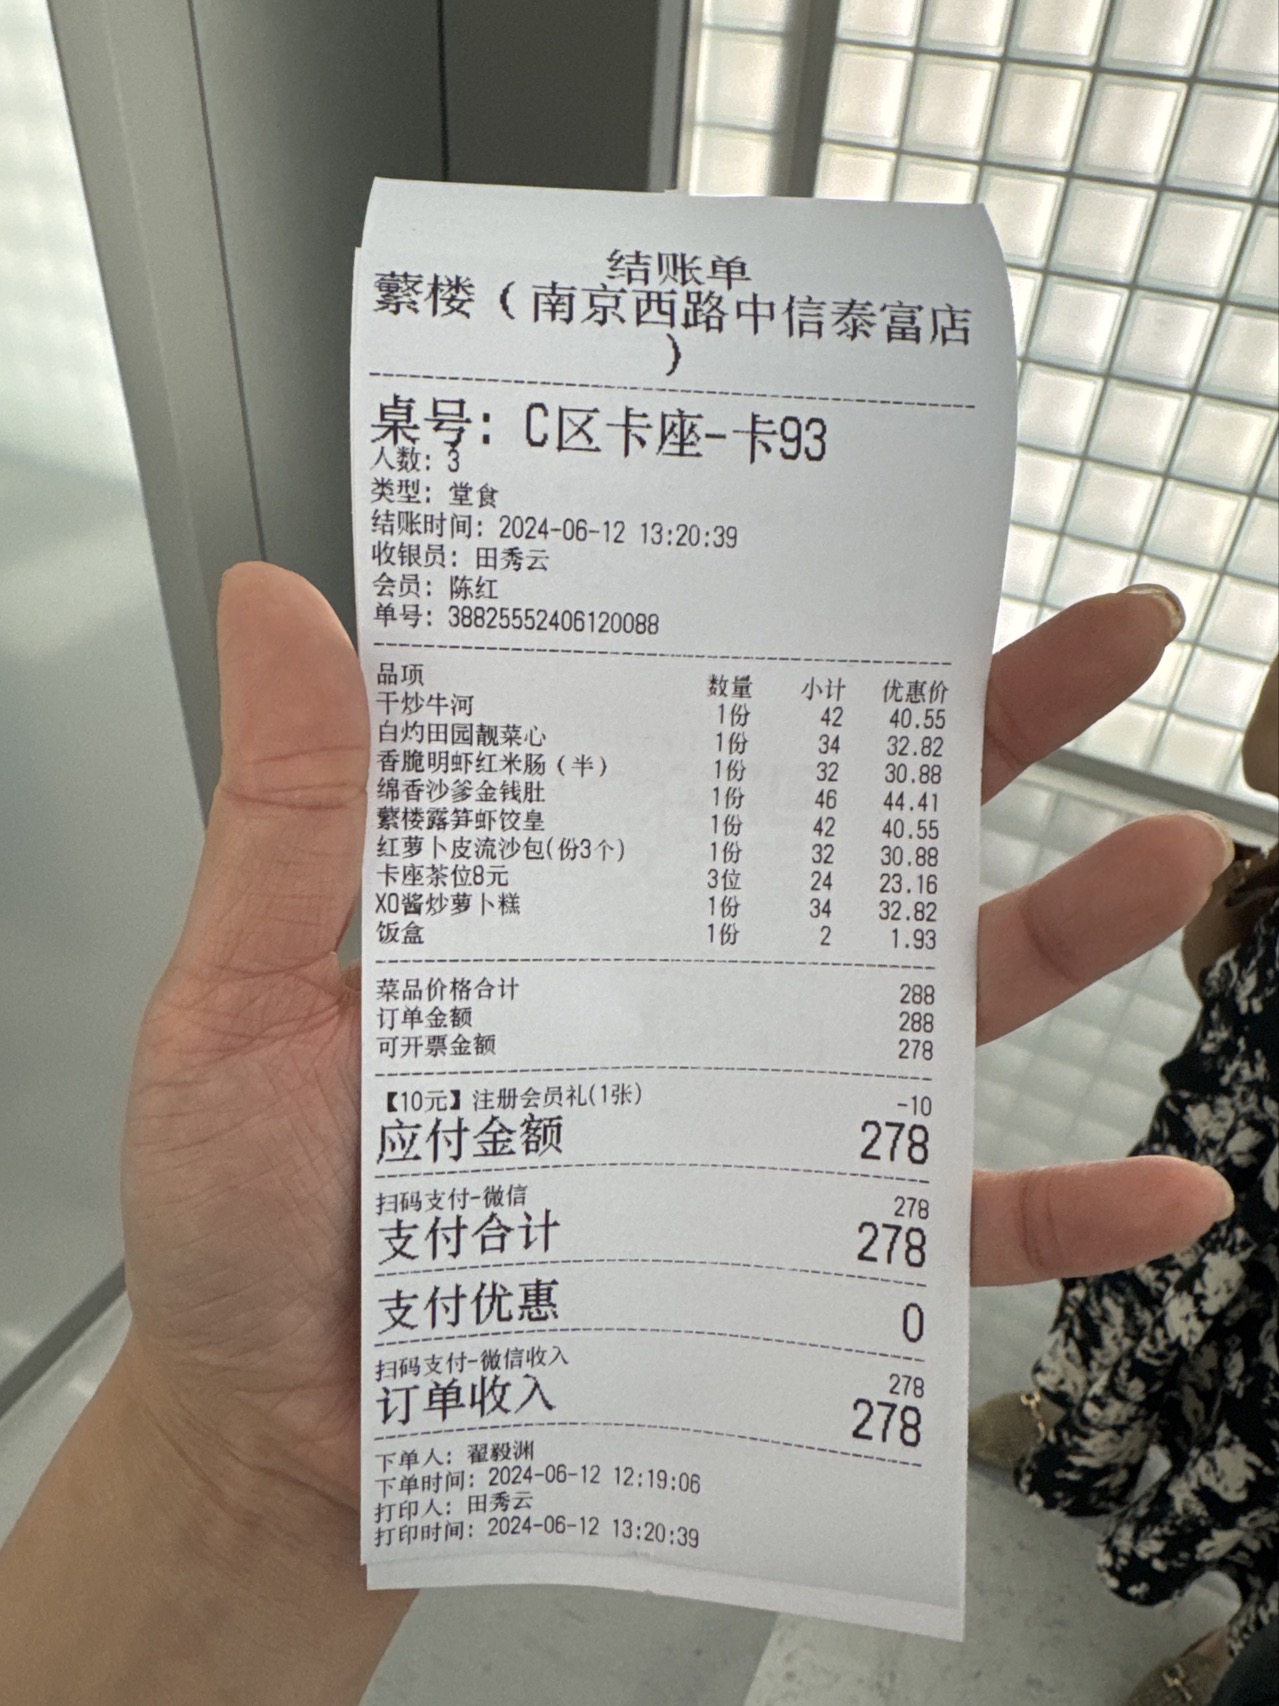 结账单
蘩楼（南京西路中信泰富店
）
桌号：C区卡座-卡93
人数：3
类型：堂食
结账时间：2024-06-12 13:20:39
收银员：田秀云
会员：陈红
单号：38825552406120088
品项 数量 小计 优惠价
干炒牛河 1份 42 40.55
白灼田园靓菜心 1份 34 32.82
香脆明虾红米肠（半） 1份 32 30.88
绵香沙爹金钱肚 1份 46 44.41
蘩楼露笋虾饺皇 1份 42 40.55
红萝卜皮流沙包(份3个) 1份 32 30.88
卡座茶位8元 3位 24 23.16
XO酱炒萝卜糕 1份 34 32.82
饭盒 1份 2 1.93
菜品价格合计 288
订单金额 288
可开票金额 278
【10元】注册会员礼(1张) -10
应付金额 278
扫码支付-微信 278
支付合计 278
支付优惠 0
扫码支付-微信收入 278
订单收入 278
下单人：翟毅渊
下单时间：2024-06-12 12:19:06
打印人：田秀云
打印时间：2024-06-12 13:20:39